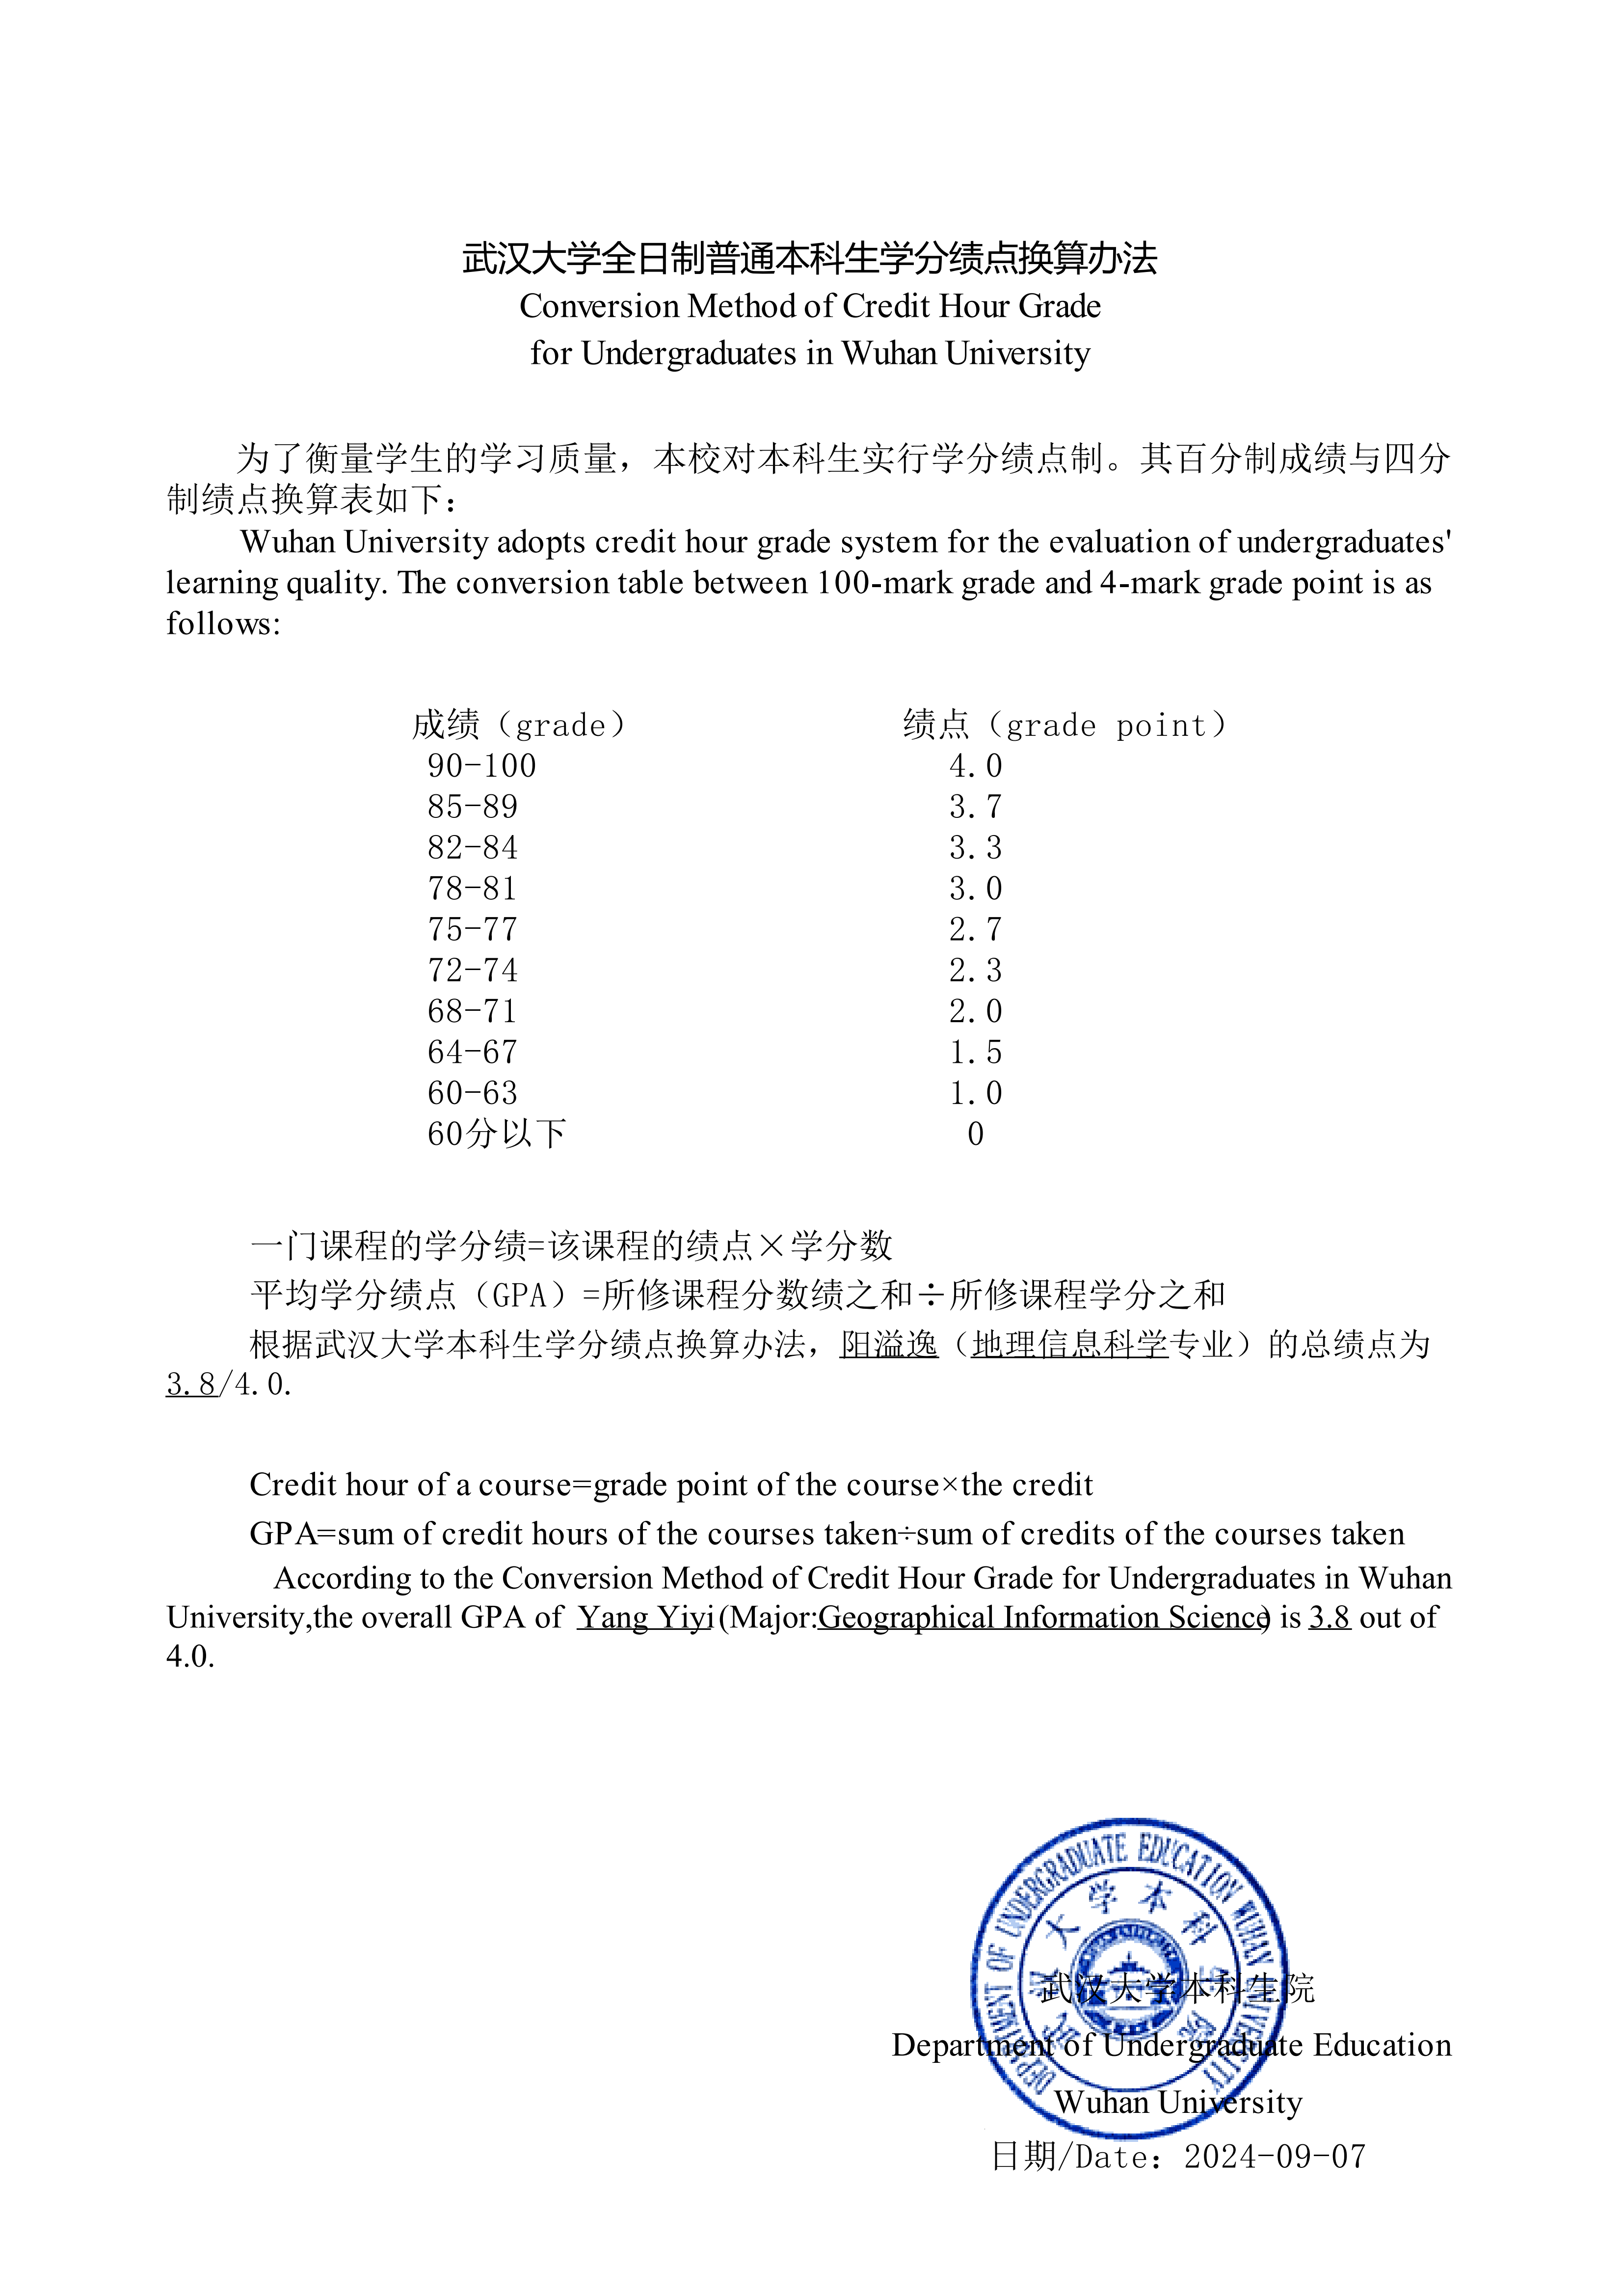 武汉大学全日制普通本科生学分绩点换算办法
Conversion Method of Credit Hour Grade
for Undergraduates in Wuhan University
为了衡量学生的学习质量，本校对本科生实行学分绩点制。其百分制成绩与四分
制绩点换算表如下：
Wuhan University adopts credit hour grade system for the evaluation of undergraduates'
learning quality. The conversion table between 100-mark grade and 4-mark grade point is as
follows:
成绩（grade） 绩点（grade point）
90-100 4.0
85-89 3.7
82-84 3.3
78-81 3.0
75-77 2.7
72-74 2.3
68-71 2.0
64-67 1.5
60-63 1.0
60分以下 0
一门课程的学分绩=该课程的绩点×学分数
平均学分绩点（GPA）=所修课程分数绩之和÷所修课程学分之和
根据武汉大学本科生学分绩点换算办法，阳溢逸（地理信息科学专业）的总绩点为
3.8/4.0.
Credit hour of a course=grade point of the course×the credit
GPA=sum of credit hours of the courses taken÷sum of credits of the courses taken
According to the Conversion Method of Credit Hour Grade for Undergraduates in Wuhan
University,the overall GPA of Yang Yiyi(Major:Geographical Information Science) is 3.8 out of
4.0.
DEPARTMENT OF UNDERGRADUATE EDUCATION WUHAN UNIVERSITY
武汉大学本科生院
武汉大学本科生院
Department of Undergraduate Education
Wuhan University
日期/Date：2024-09-07